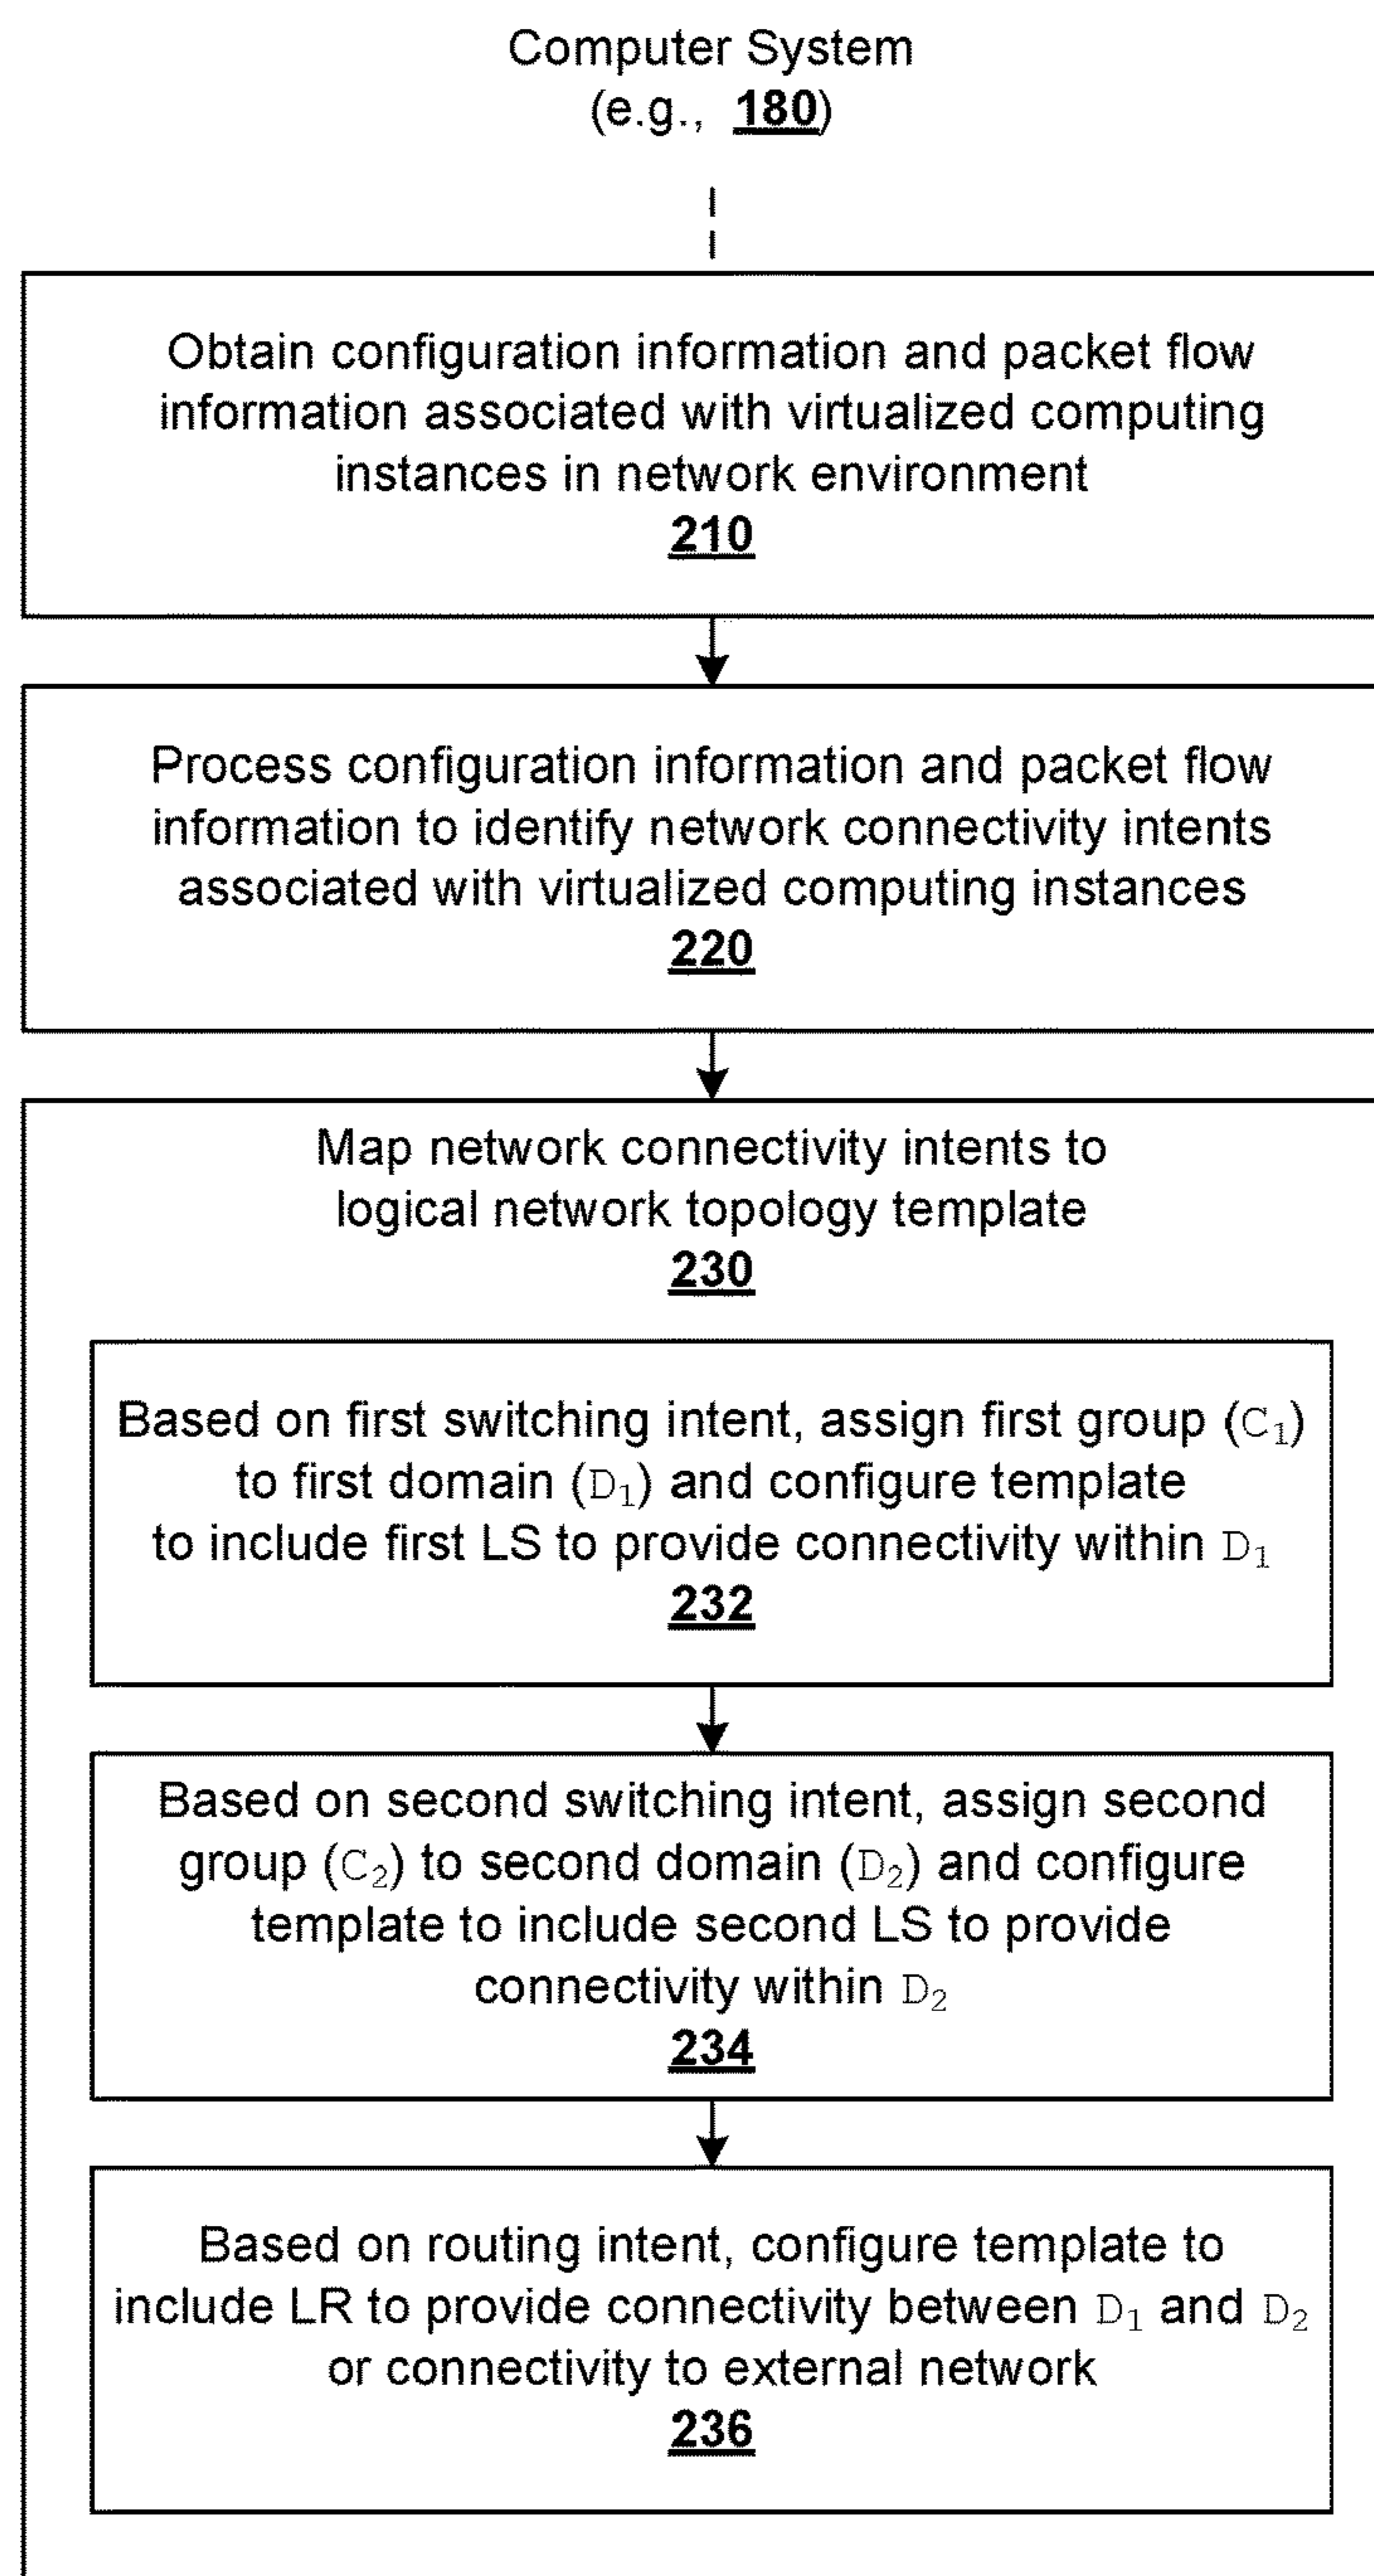 Computer System
(e.g., 180)
Obtain configuration information and packet flow
information associated with virtualized computing
instances in network environment
210
Process configuration information and packet flow
information to identify network connectivity intents
associated with virtualized computing instances
220
Map network connectivity intents to
logical network topology template
230
Based on first switching intent, assign first group (C₁)
to first domain (D₁) and configure template
to include first LS to provide connectivity within D₁
232
Based on second switching intent, assign second
group (C₂) to second domain (D₂) and configure
template to include second LS to provide
connectivity within D₂
234
Based on routing intent, configure template to
include LR to provide connectivity between D₁ and D₂
or connectivity to external network
236